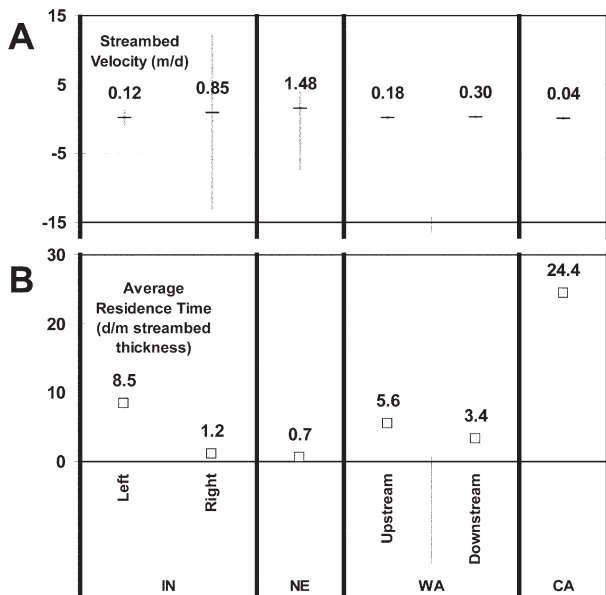 A
15
5
-5
-15
Streambed
Velocity (m/d)
0.12
0.85
1.48
0.18
0.30
0.04
B
30
20
10
0
Average
Residence Time
(d/m streambed
thickness)
8.5
1.2
0.7
5.6
3.4
24.4
Left
Right
Upstream
Downstream
IN
NE
WA
CA